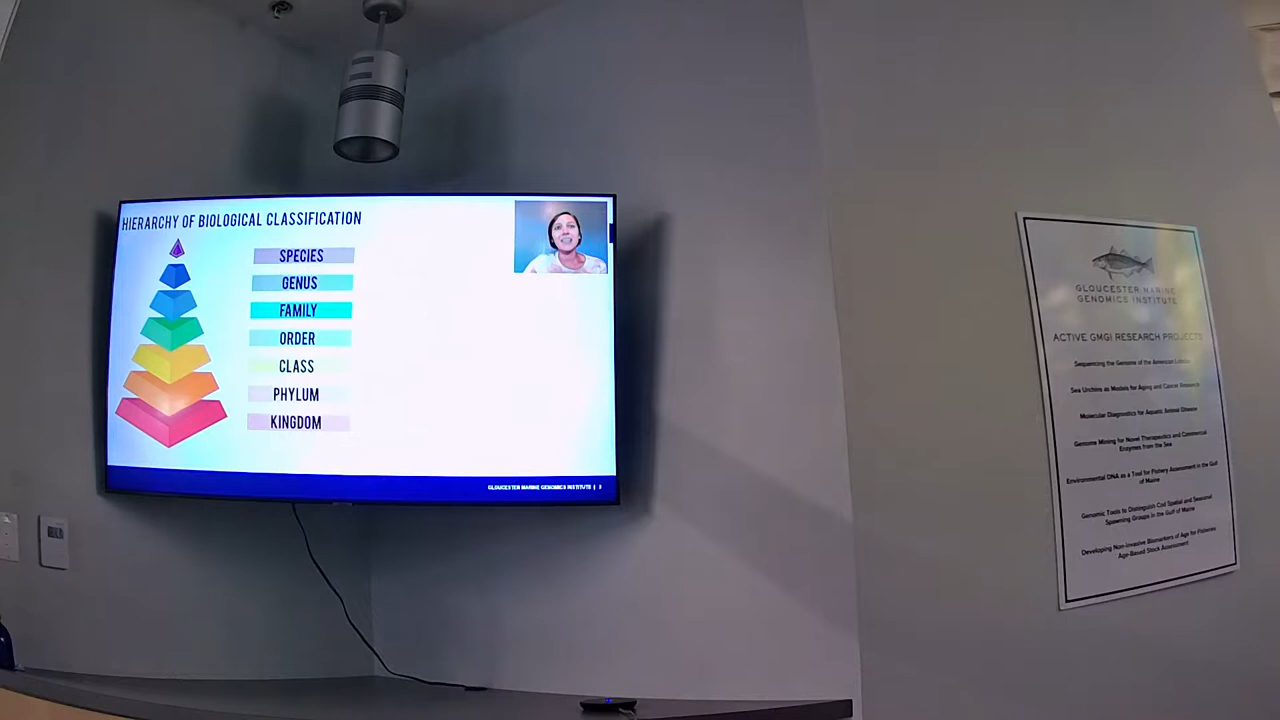 HIERARCHY OF BIOLOGICAL CLASSIFICATION
SPECIES
GENUS
FAMILY
ORDER
CLASS
PHYLUM
KINGDOM
GLOUCESTER MARINE GENOMICS INSTITUTE |
GLOUCESTER MARINE
GENOMICS INSTITUTE
ACTIVE GMGI RESEARCH PROJECTS
Sequencing the Genome of the American Lobster
Sea Urchins as Models for Aging and Cancer Research
Molecular Diagnostics for Aquatic Animal Disease
Genome Mining for Novel Therapeutics and Commercial
Enzymes from the Sea
Environmental DNA as a Tool for Fishery Assessment in the Gulf
of Maine
Genomic Tools to Distinguish Cod Spatial and Seasonal
Spawning Groups in the Gulf of Maine
Developing Non-invasive Biomarkers of Age for Fisheries
Age-Based Stock Assessment